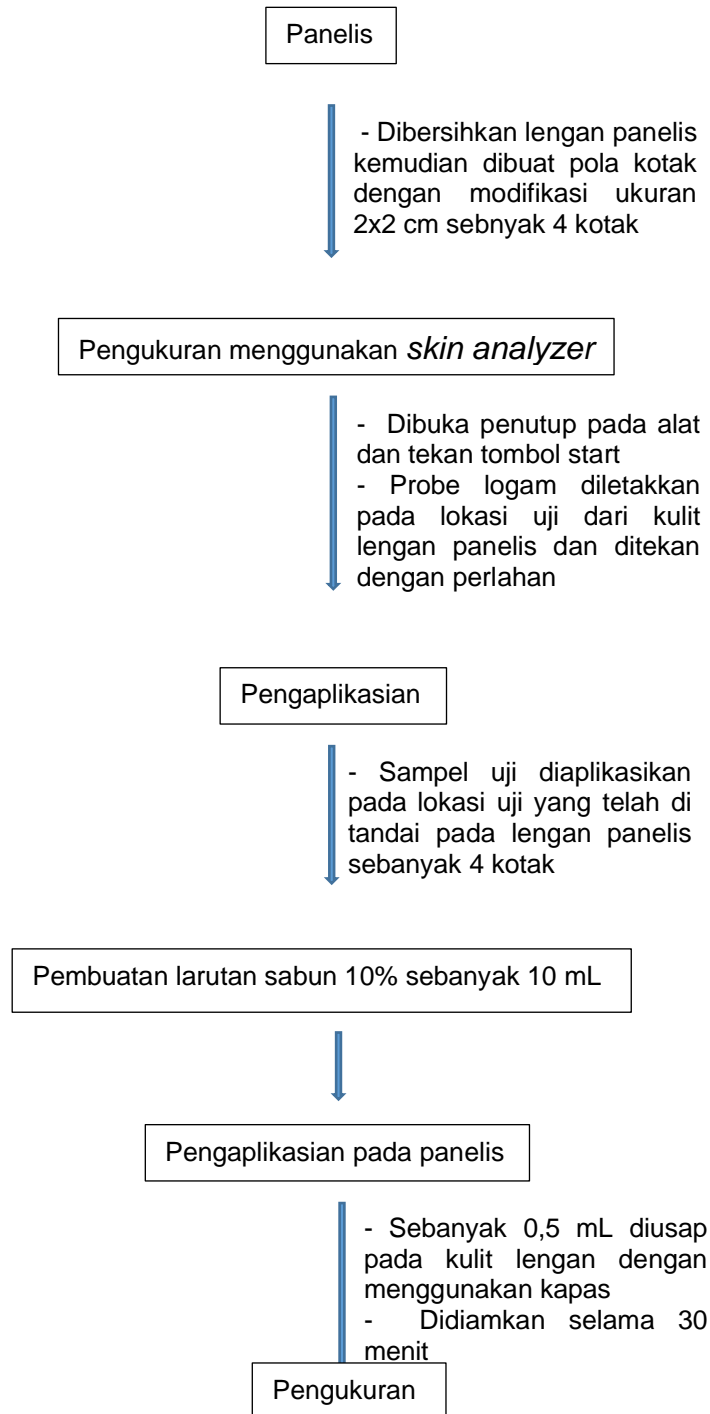 Panelis
- Dibersihkan lengan panelis
kemudian dibuat pola kotak
dengan modifikasi ukuran
2x2 cm sebnyak 4 kotak
Pengukuran menggunakan skin analyzer
- Dibuka penutup pada alat
dan tekan tombol start
- Probe logam diletakkan
pada lokasi uji dari kulit
lengan panelis dan ditekan
dengan perlahan
Pengaplikasian
- Sampel uji diaplikasikan
pada lokasi uji yang telah di
tandai pada lengan panelis
sebanyak 4 kotak
Pembuatan larutan sabun 10% sebanyak 10 mL
Pengaplikasian pada panelis
- Sebanyak 0,5 mL diusap
pada kulit lengan dengan
menggunakan kapas
- Didiamkan selama 30
menit
Pengukuran